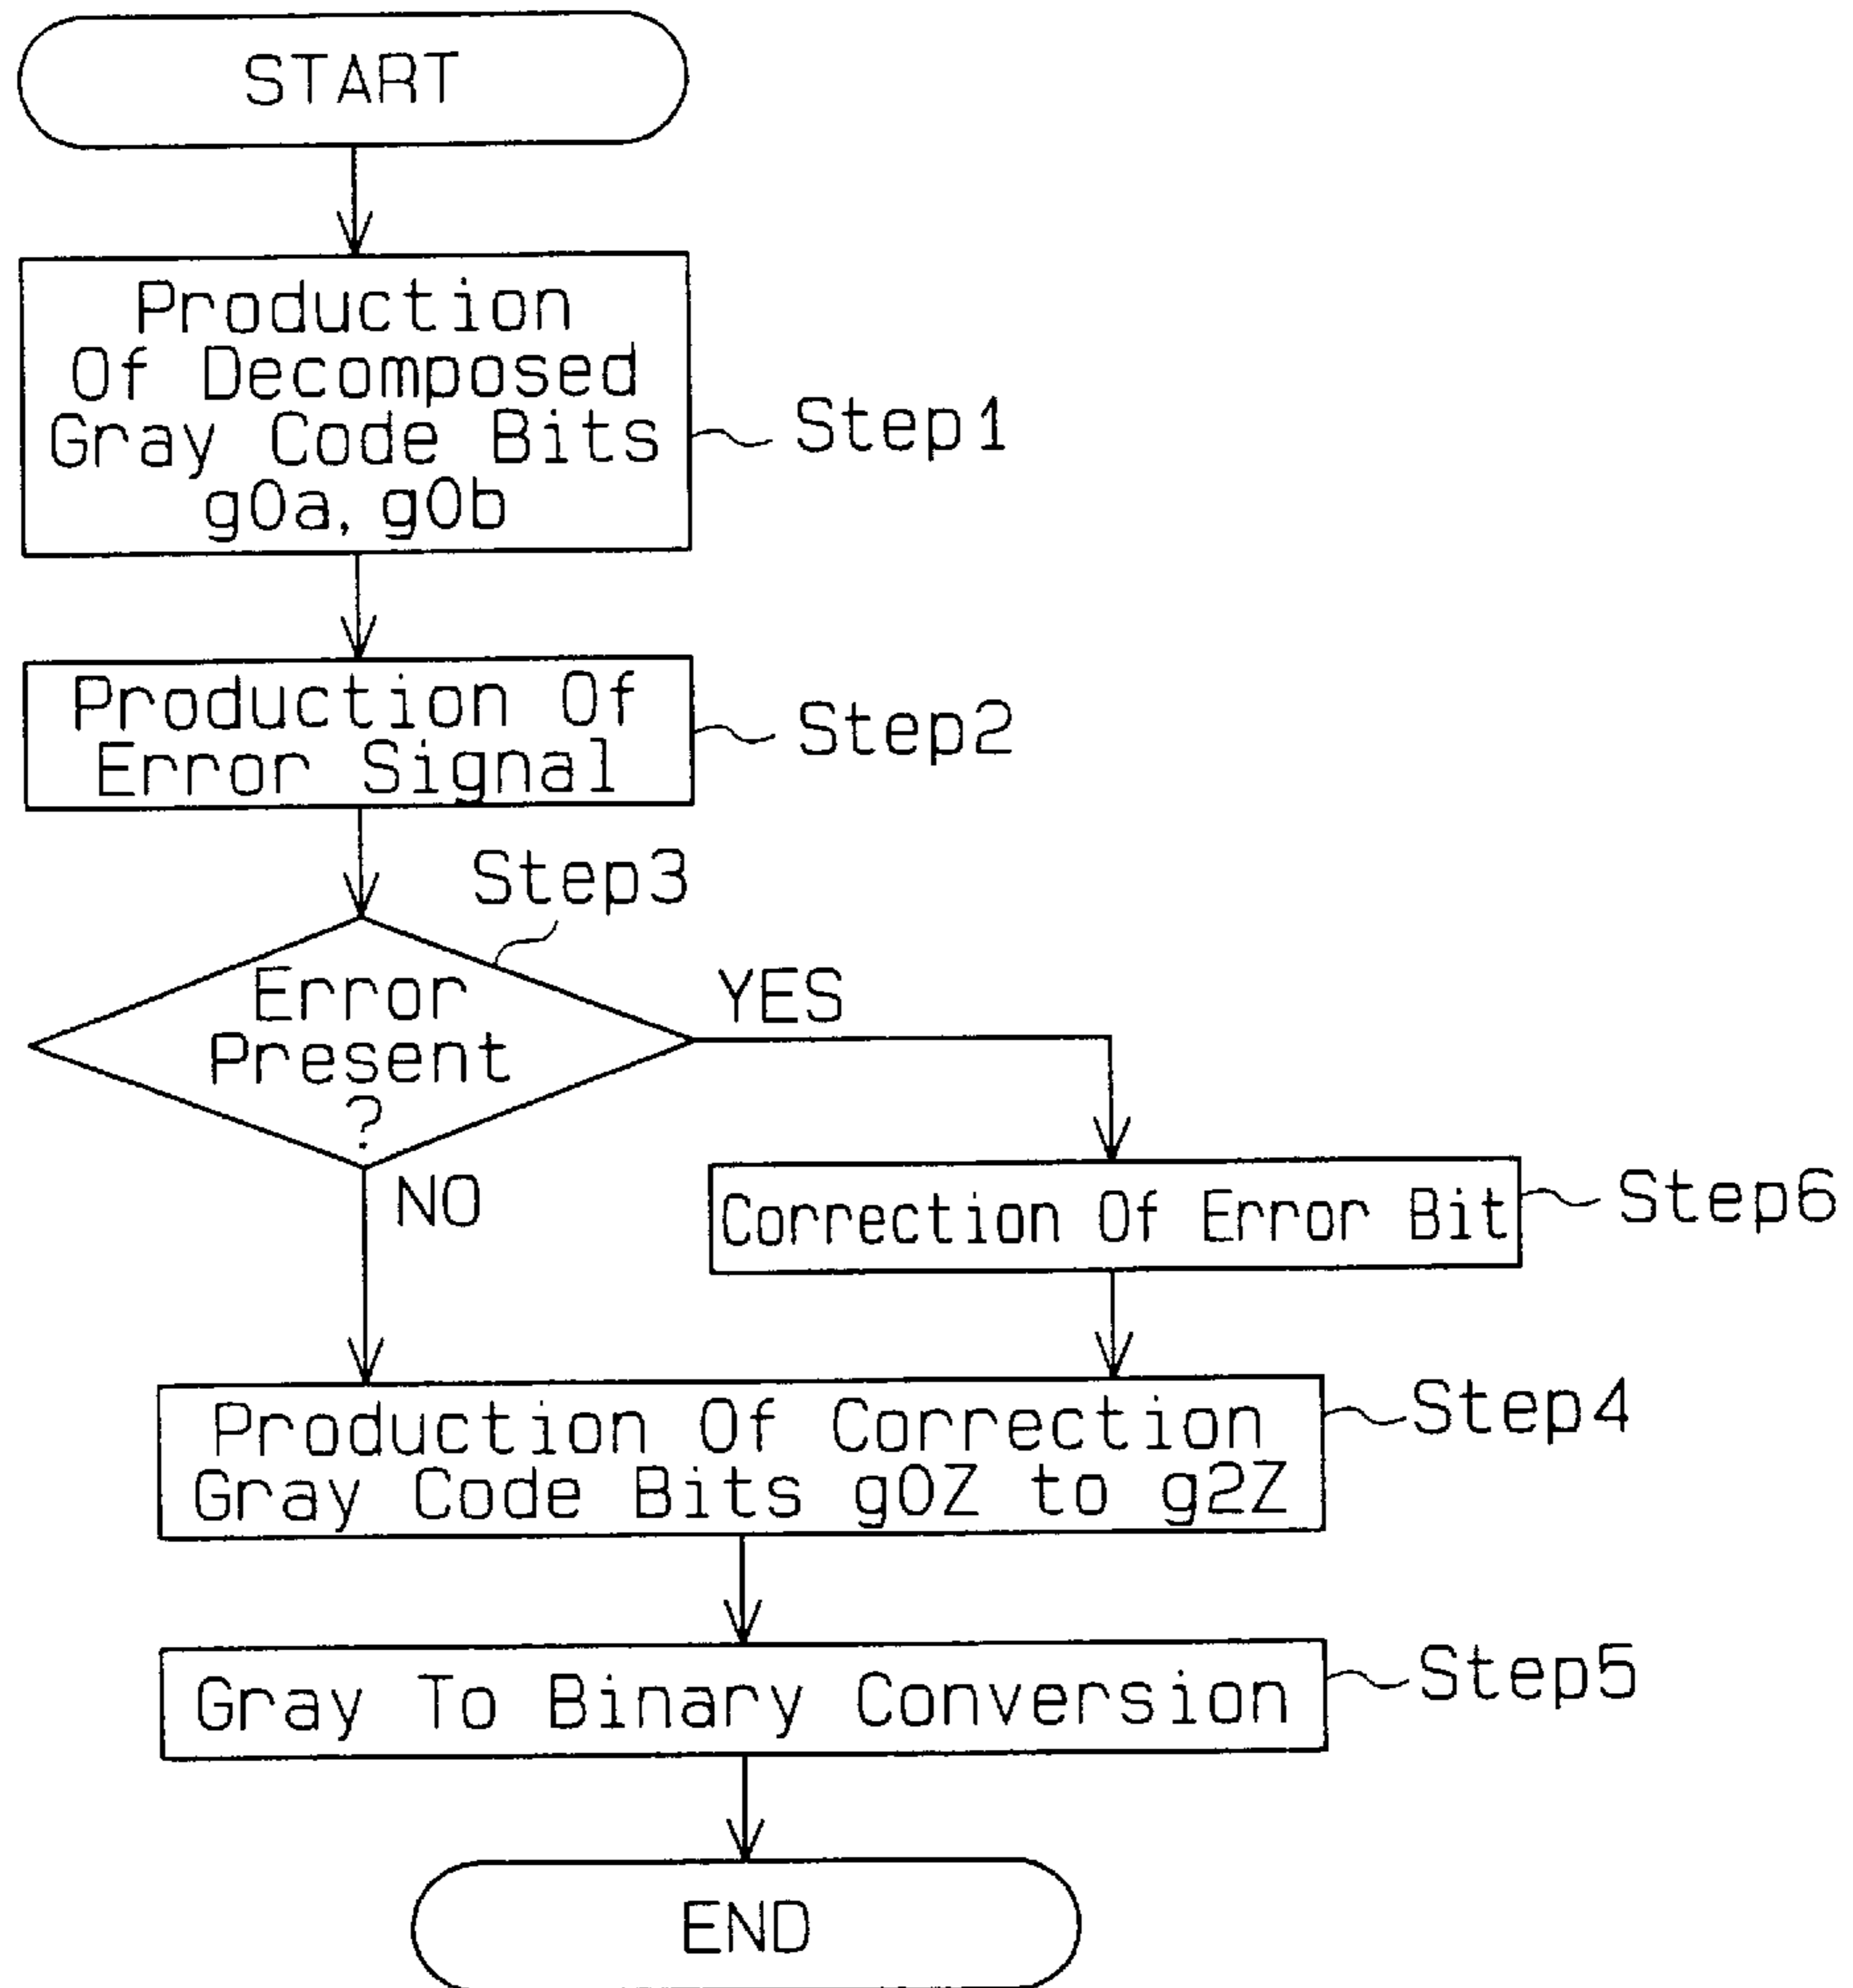 START
Production
Of Decomposed
Gray Code Bits
g0a, g0b
Step1
Production Of
Error Signal
Step2
Step3
Error
Present
?
YES
NO
Correction Of Error Bit
Step6
Production Of Correction
Gray Code Bits g0Z to g2Z
Step4
Gray To Binary Conversion
Step5
END